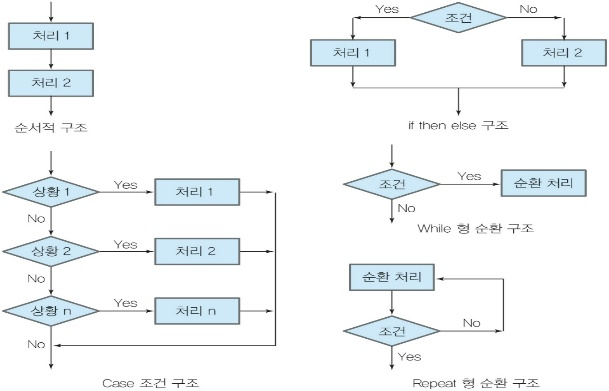 처리 1
처리 2
순서적 구조
조건
Yes
No
처리 1
처리 2
if then else 구조
상황 1
Yes
처리 1
No
상황 2
Yes
처리 2
No
상황 n
Yes
처리 n
No
Case 조건 구조
조건
Yes
순환 처리
No
While 형 순환 구조
순환 처리
조건
No
Yes
Repeat 형 순환 구조